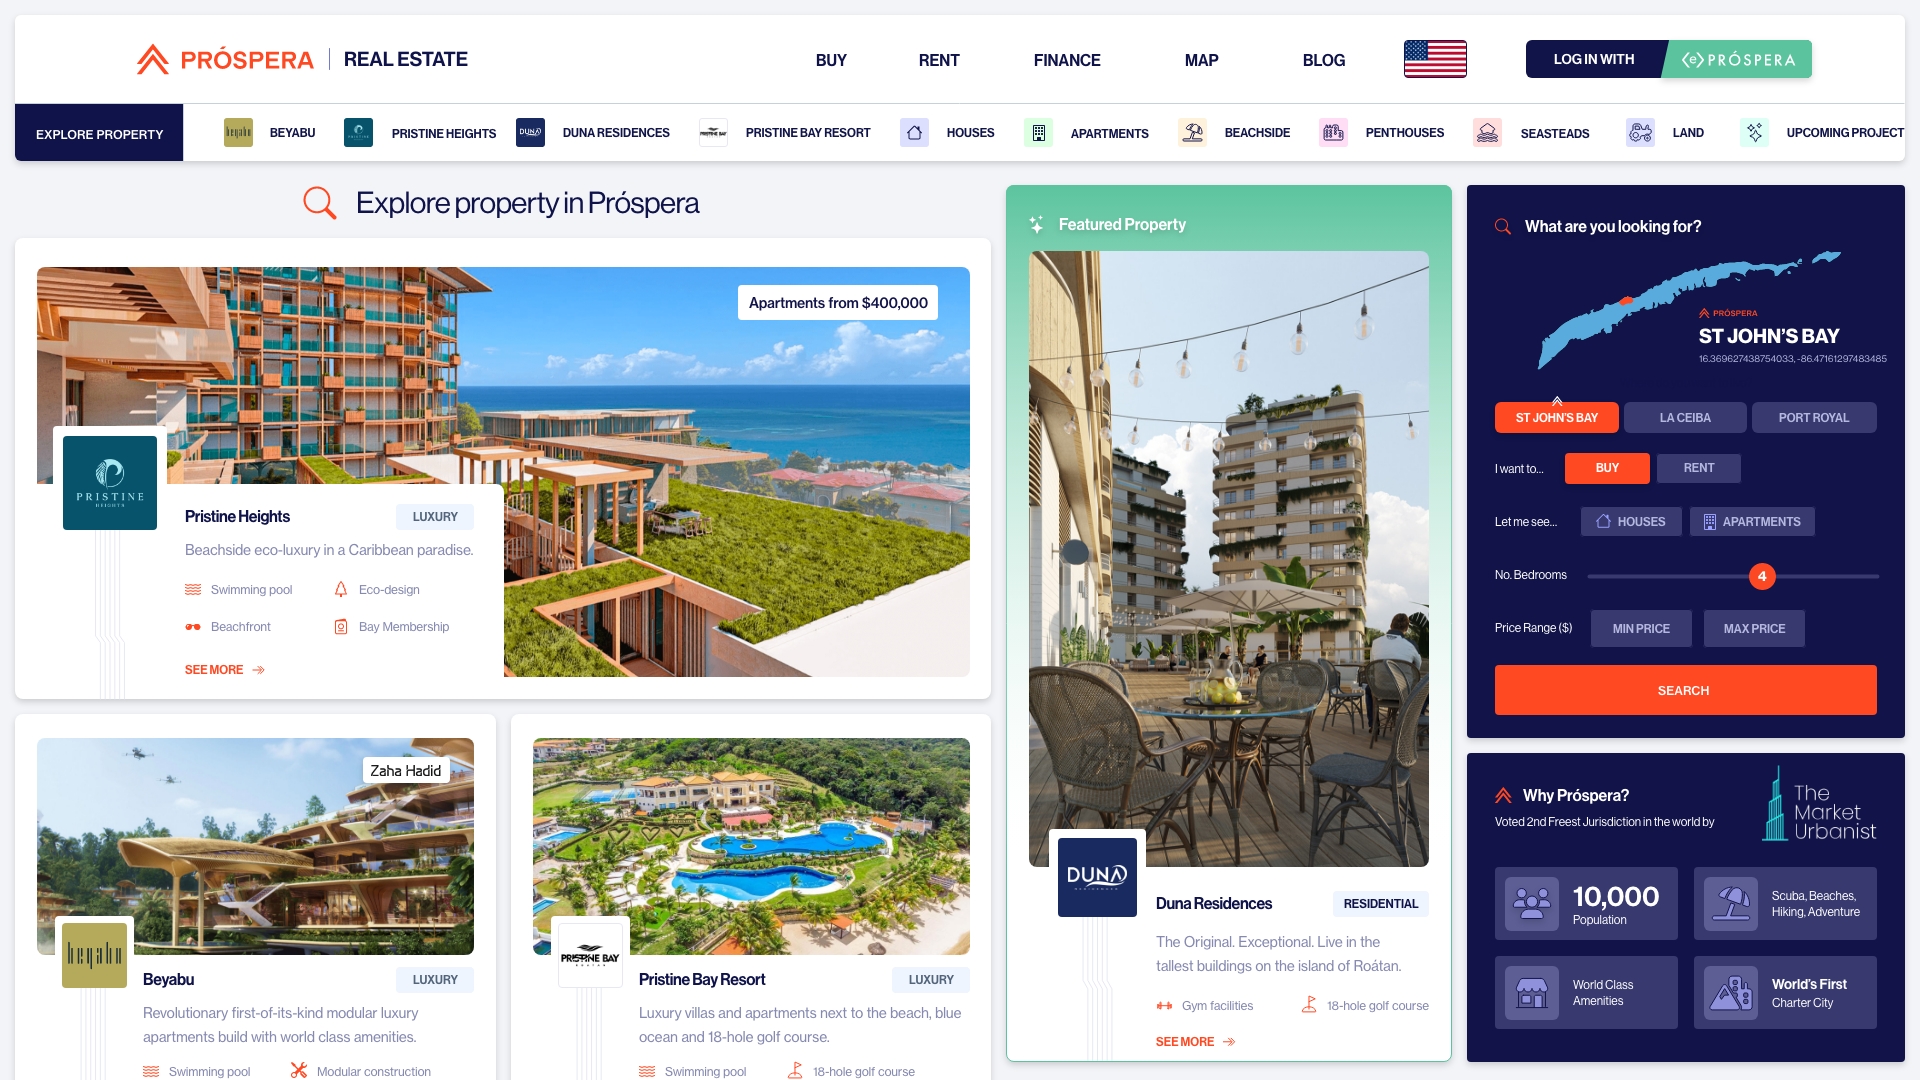 PRÓSPERA | REAL ESTATE
BUY
RENT
FINANCE
MAP
BLOG
LOG IN WITH
PRÓSPERA
EXPLORE PROPERTY
beyabu
BEYABU
PRISTINE HEIGHTS
DUNA
DUNA RESIDENCES
PRISTINE BAY
PRISTINE BAY RESORT
HOUSES
APARTMENTS
BEACHSIDE
PENTHOUSES
SEASTEADS
LAND
UPCOMING PROJECT
Explore property in Próspera
Apartments from $400,000
PRISTINE
HEIGHTS
Pristine Heights
LUXURY
Beachside eco-luxury in a Caribbean paradise.
Swimming pool
Eco-design
Beachfront
Bay Membership
SEE MORE
Zaha Hadid
beyabu
Beyabu
LUXURY
Revolutionary first-of-its-kind modular luxury
apartments build with world class amenities.
Swimming pool
Modular construction
PRISTINE BAY
Pristine Bay Resort
LUXURY
Luxury villas and apartments next to the beach, blue
ocean and 18-hole golf course.
Swimming pool
18-hole golf course
Featured Property
DUNA
RESIDENCES
Duna Residences
RESIDENTIAL
The Original. Exceptional. Live in the
tallest buildings on the island of Roátan.
Gym facilities
18-hole golf course
SEE MORE
What are you looking for?
PRÓSPERA
ST JOHN'S BAY
16.369627438754033, -86.47161297483485
ST JOHN'S BAY
LA CEIBA
PORT ROYAL
I want to...
BUY
RENT
Let me see...
HOUSES
APARTMENTS
No. Bedrooms
4
Price Range ($)
MIN PRICE
MAX PRICE
SEARCH
Why Próspera?
Voted 2nd Freest Jurisdiction in the world by
The
Market
Urbanist
10,000
Population
Scuba, Beaches,
Hiking, Adventure
World Class
Amenities
World's First
Charter City